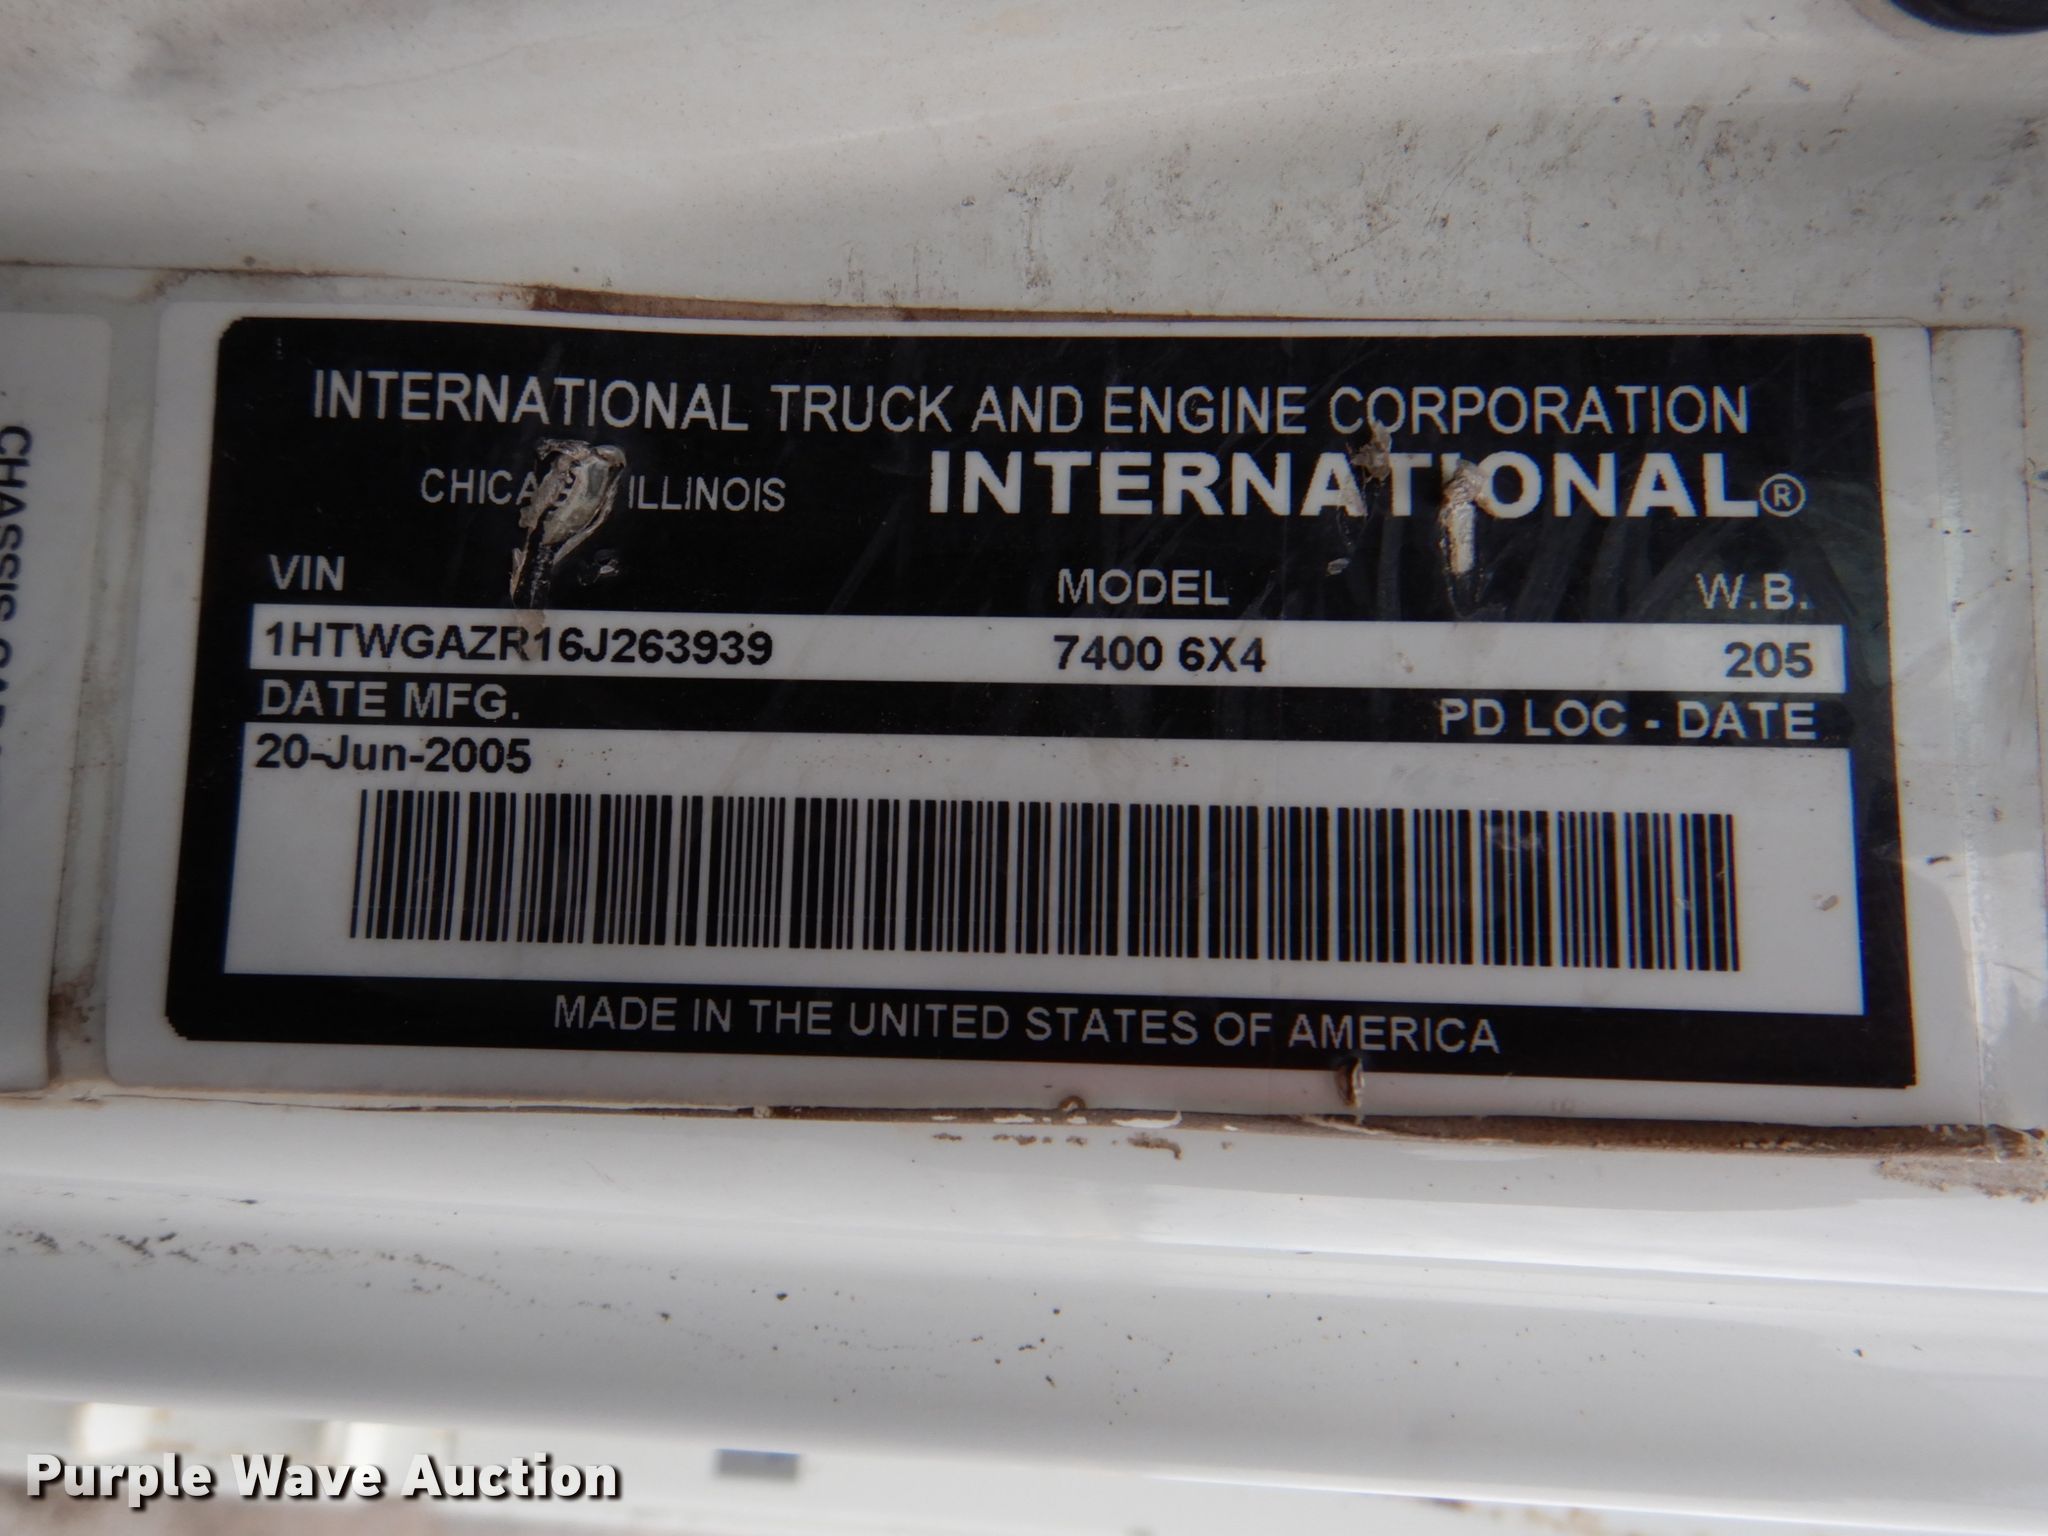 INTERNATIONAL TRUCK AND ENGINE CORPORATION
ILLINOIS INTERNATIONAL®
VIN MODEL W.B.
1HTWGAZR16J263939 7400 6X4 205
DATE MFG. PD LOC - DATE
20-Jun-2005
MADE IN THE UNITED STATES OF AMERICA
CHASSIS
Purple Wave Auction